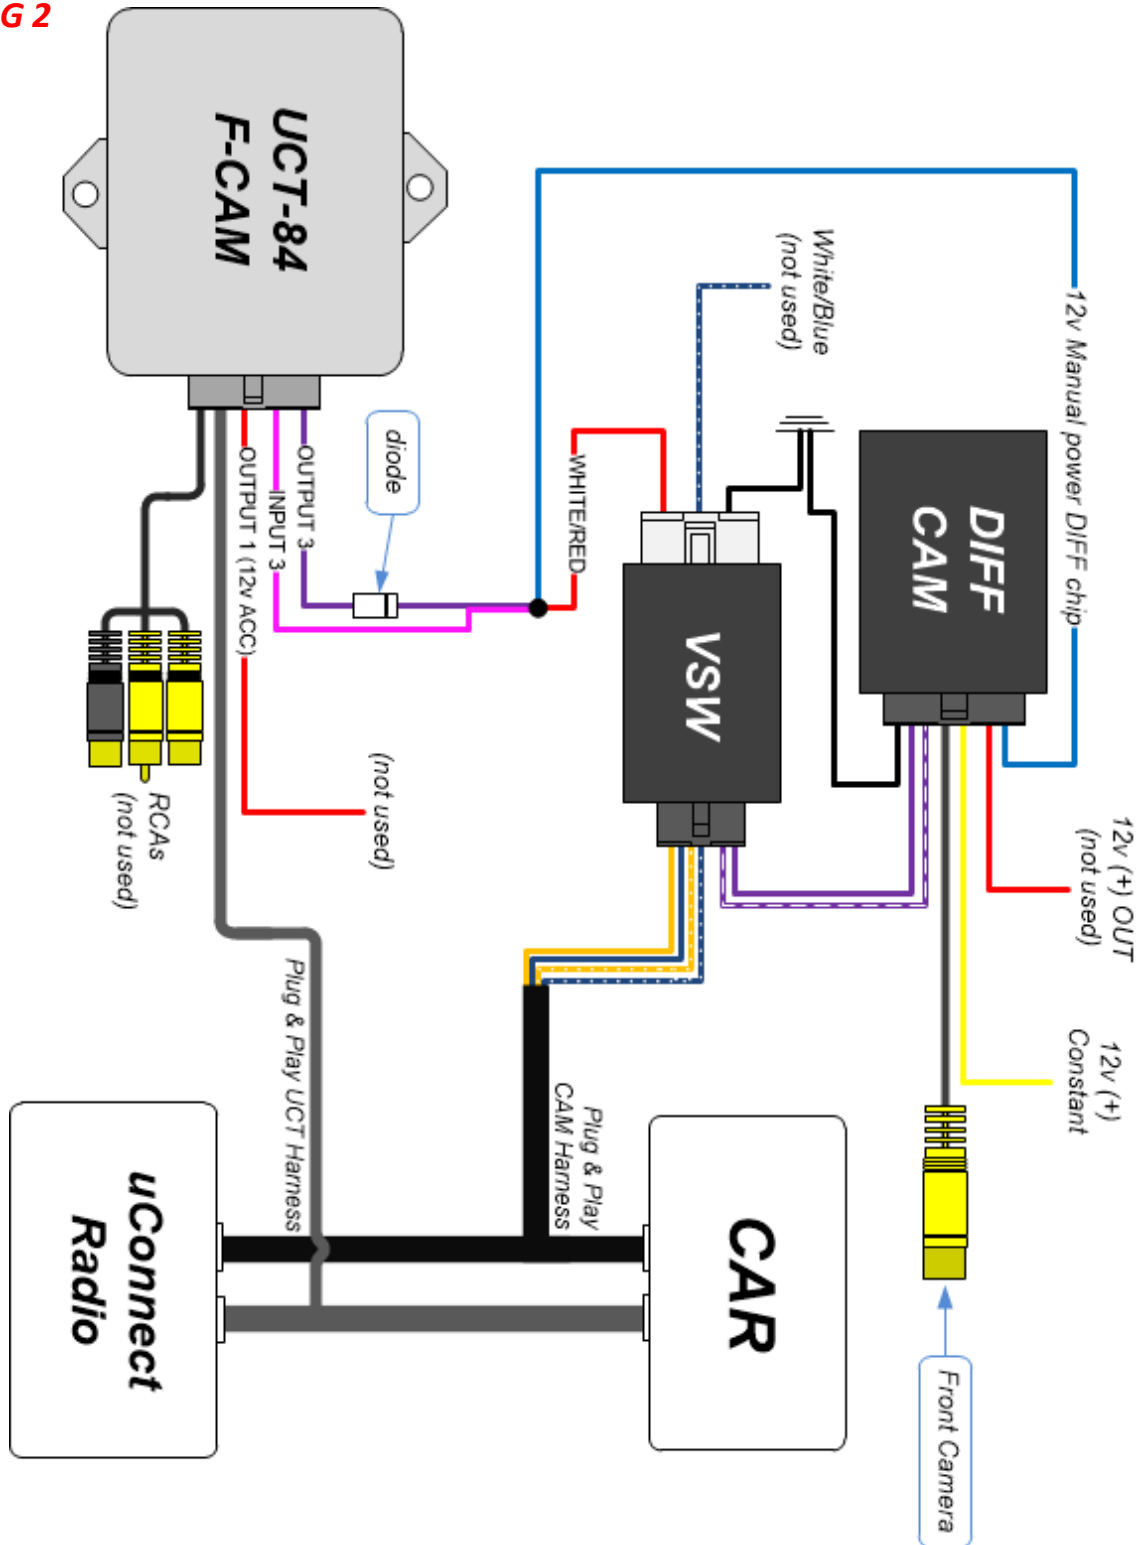 G 2
UCT-84
F-CAM
12v Manual power DIFF chip
White/Blue
(not used)
DIFF
CAM
diode
WHITE/RED
OUTPUT 3
INPUT 3
OUTPUT 1 (12v ACC)
VSW
(not used)
RCAs
(not used)
12v (+) OUT
(not used)
12v (+)
Constant
Plug & Play UCT Harness
Plug & Play
CAM Harness
uConnect
Radio
CAR
Front Camera